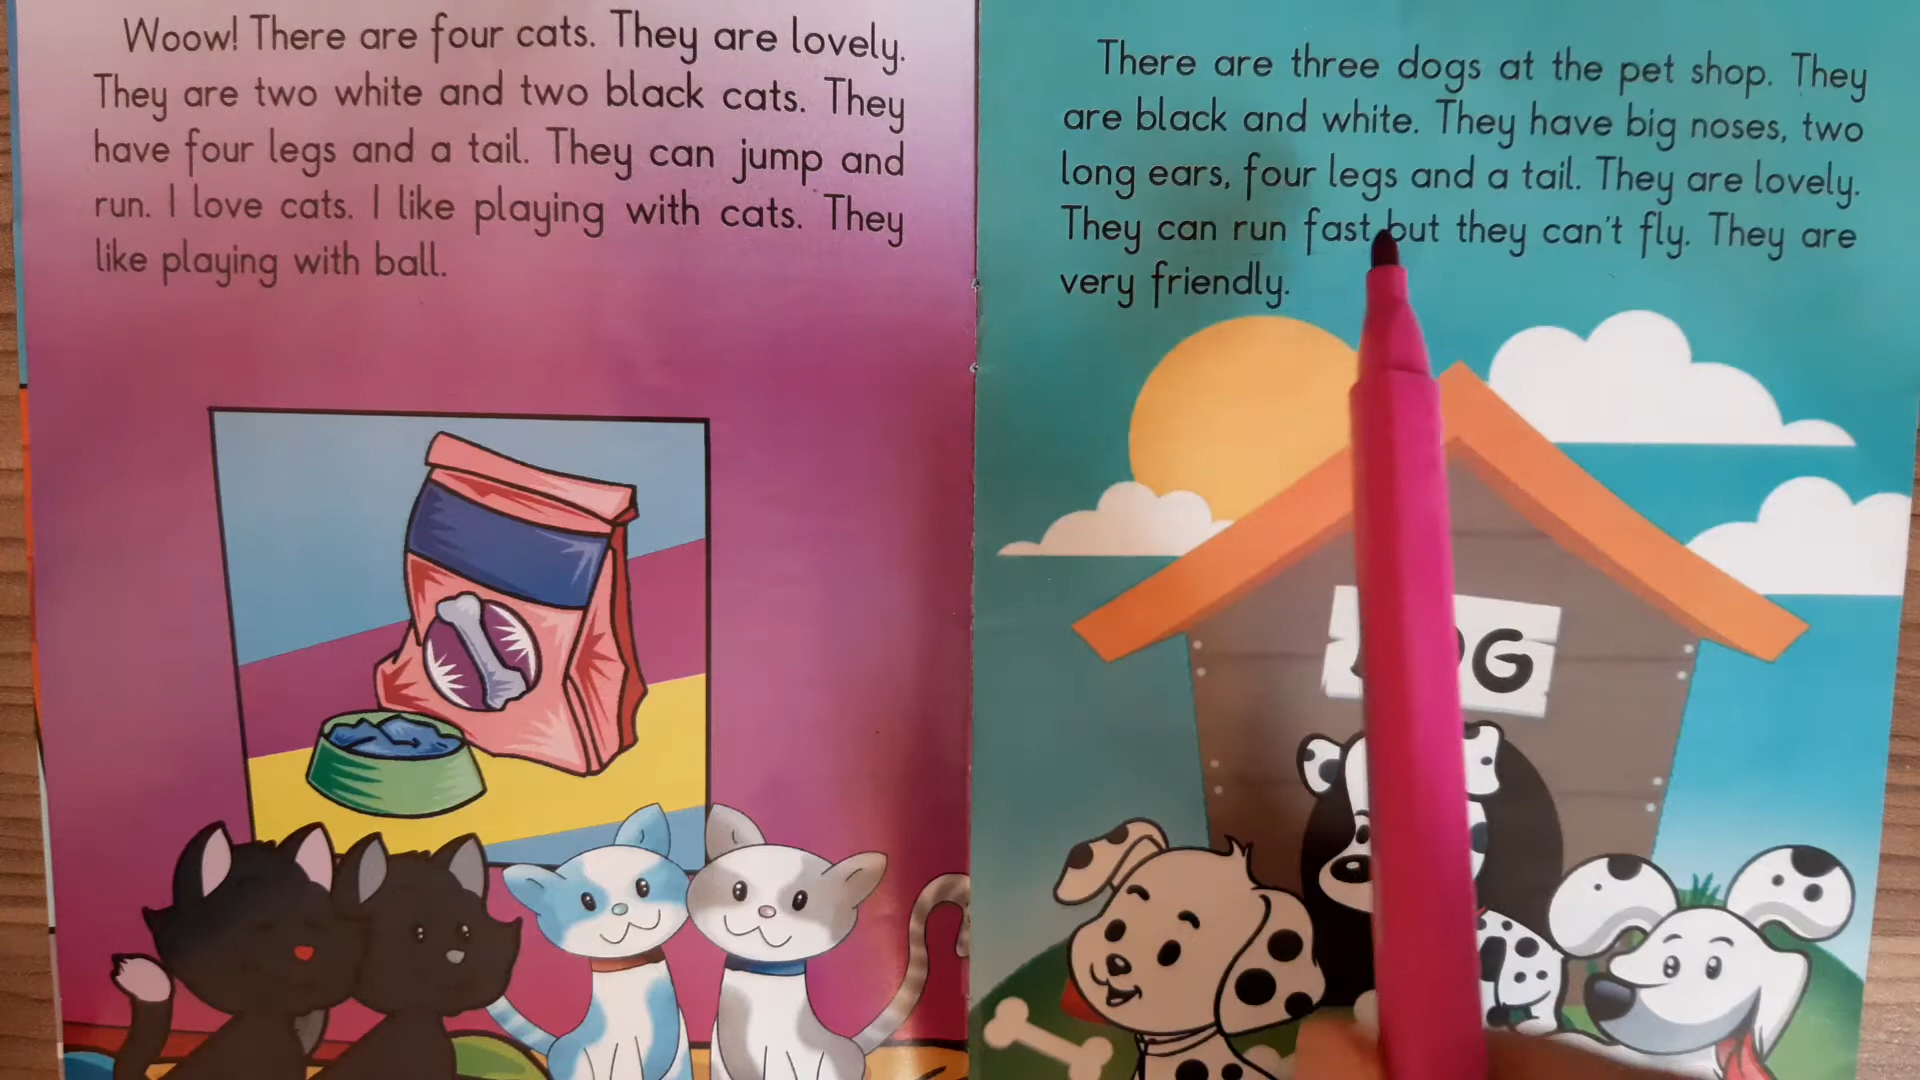 Woow! There are four cats. They are lovely.
They are two white and two black cats. They
have four legs and a tail. They can jump and
run. I love cats. I like playing with cats. They
like playing with ball.
There are three dogs at the pet shop. They
are black and white. They have big noses, two
long ears, four legs and a tail. They are lovely.
They can run fast but they can't fly. They are
very friendly.